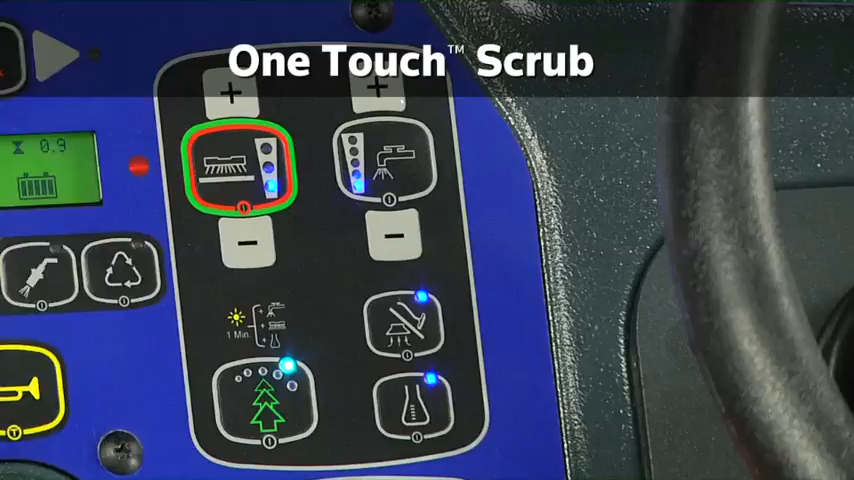 One Touch™ Scrub
+ +
0.9
- -
+
1 Min. +
+